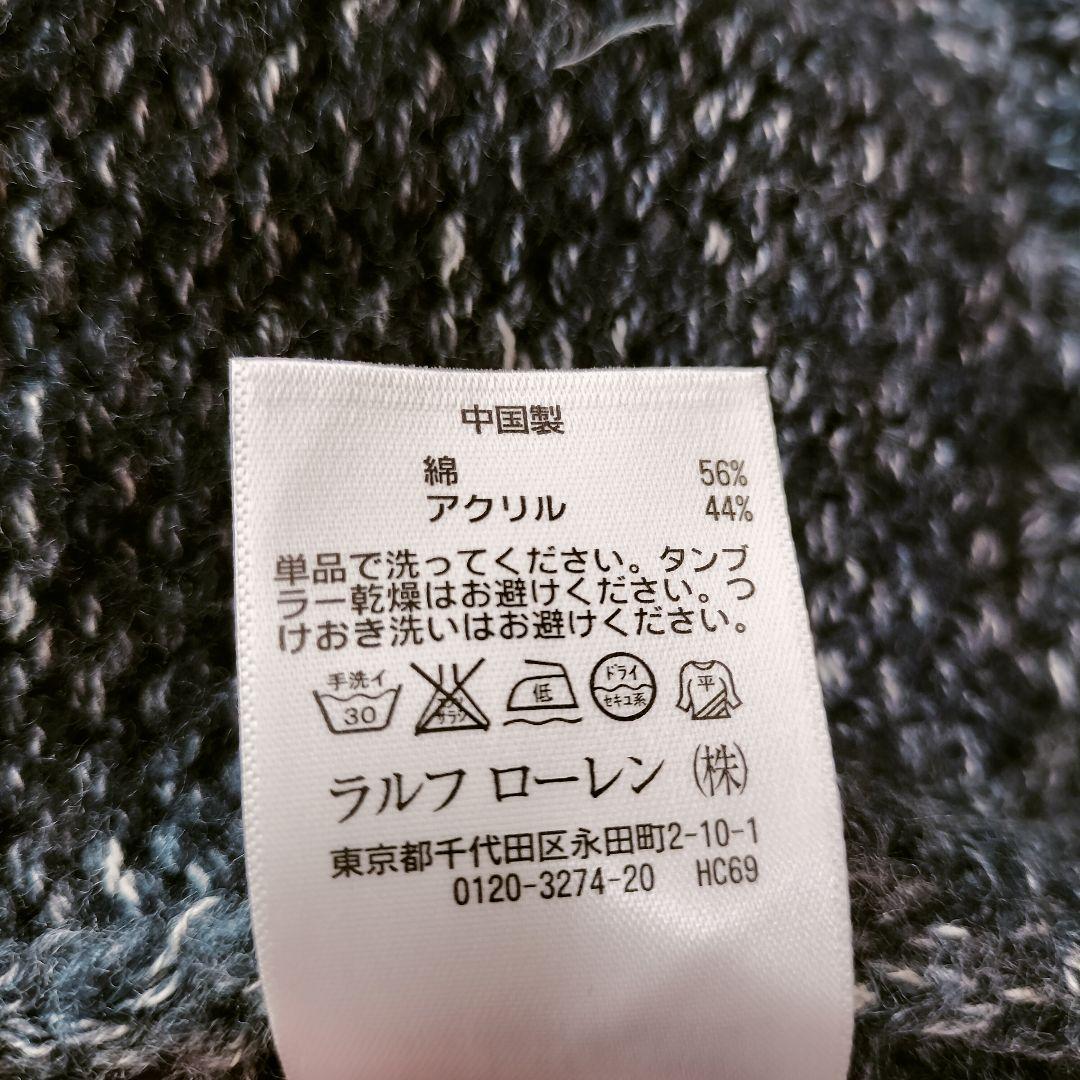 中国製
綿 56%
アクリル 44%
単品で洗ってください。タンブ
ラー乾燥はお避けください。つ
けおき洗いはお避けください。
手洗イ 30 低 ドライ セキユ系 平
ラルフ ローレン (株)
東京都千代田区永田町2-10-1
0120-3274-20 HC69